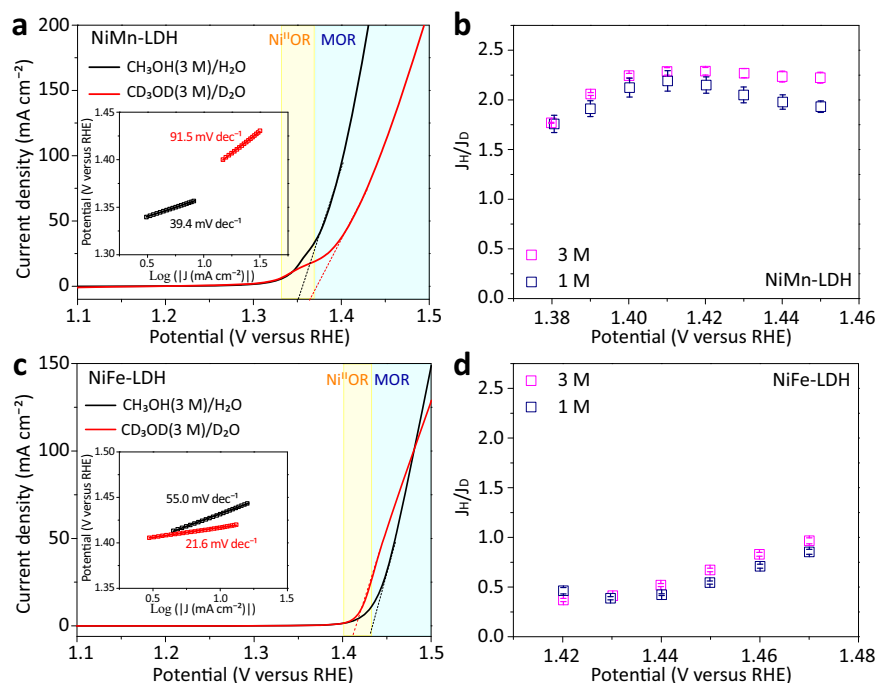 a
NiMn-LDH
CH₃OH(3 M)/H₂O
CD₃OD(3 M)/D₂O
NiᴵᴵOR
MOR
200
150
100
50
0
Current density (mA cm⁻²)
1.1 1.2 1.3 1.4 1.5
Potential (V versus RHE)
91.5 mV dec⁻¹
39.4 mV dec⁻¹
1.45
1.40
1.35
1.30
Potential (V versus RHE)
0.0 0.5 1.0 1.5
Log (|J (mA cm⁻²)|)
b
2.5
2.0
1.5
1.0
0.5
0.0
J_H/J_D
3 M
1 M
NiMn-LDH
1.38 1.40 1.42 1.44 1.46
Potential (V versus RHE)
c
NiFe-LDH
CH₃OH(3 M)/H₂O
CD₃OD(3 M)/D₂O
NiᴵᴵOR
MOR
150
100
50
0
Current density (mA cm⁻²)
1.1 1.2 1.3 1.4 1.5
Potential (V versus RHE)
55.0 mV dec⁻¹
21.6 mV dec⁻¹
1.50
1.45
1.40
1.35
Potential (V versus RHE)
0.0 0.5 1.0 1.5
Log (|J (mA cm⁻²)|)
d
3 M
1 M
NiFe-LDH
2.5
2.0
1.5
1.0
0.5
0.0
J_H/J_D
1.42 1.44 1.46 1.48
Potential (V versus RHE)